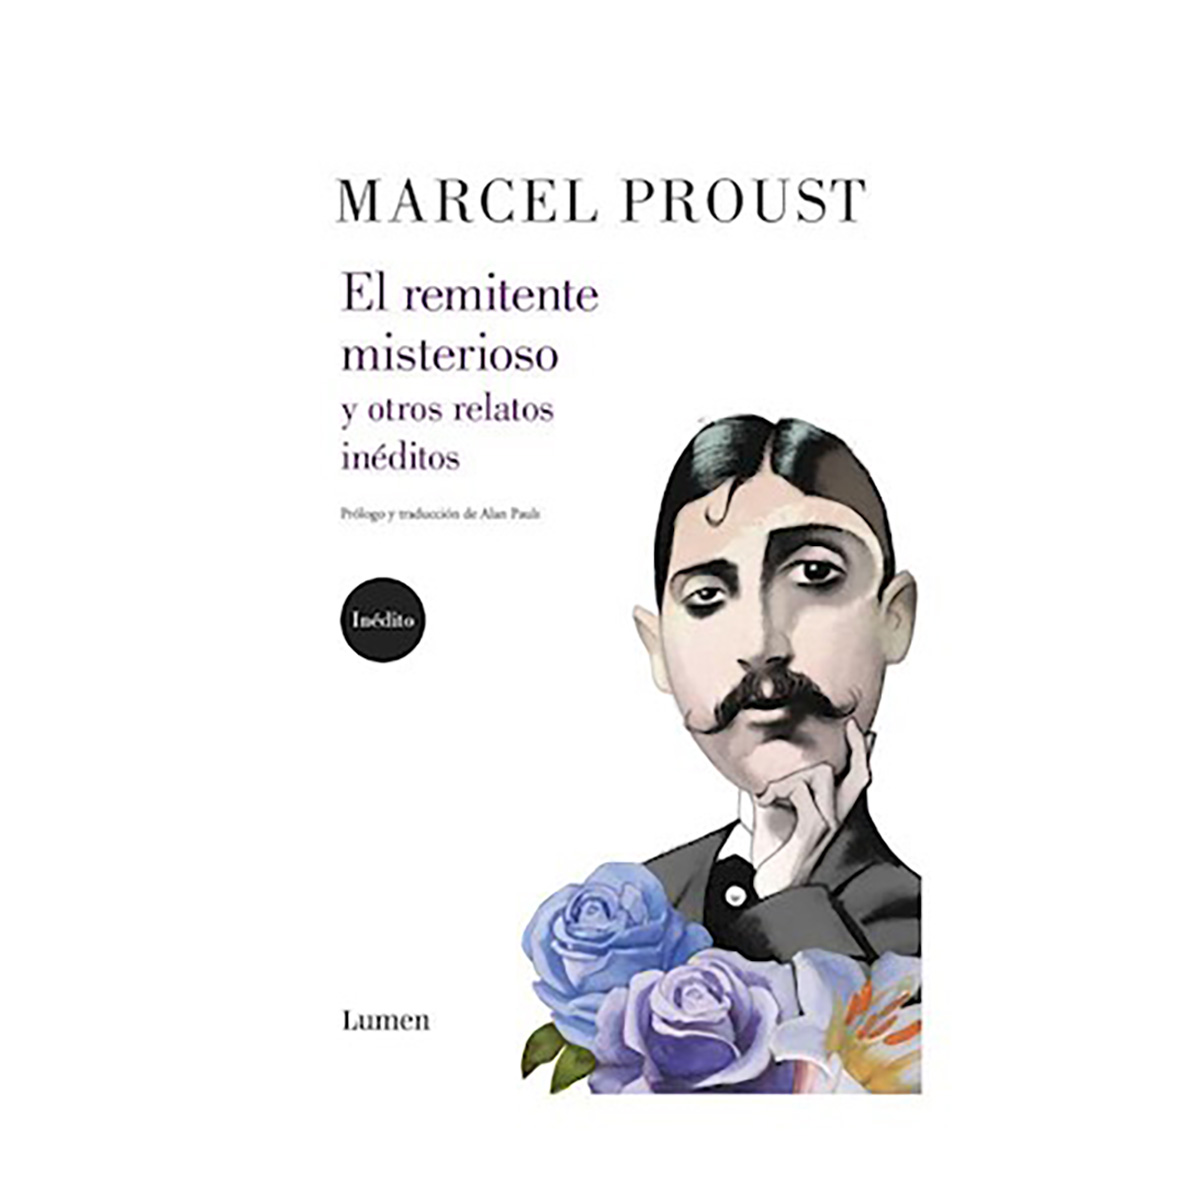 MARCEL PROUST
El remitente
misterioso
y otros relatos
inéditos
Prólogo y traducción de Alan Pauls
Inédito
Lumen